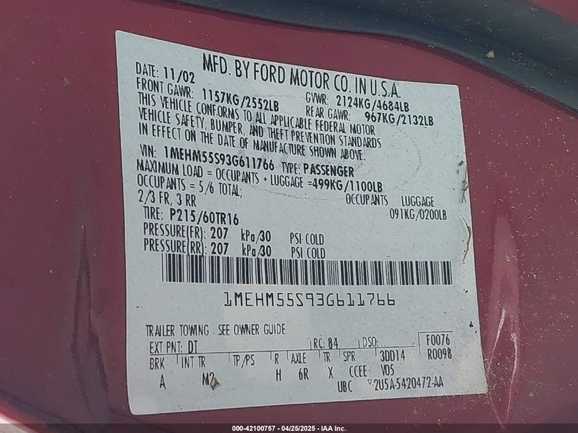 MFD. BY FORD MOTOR CO. IN U.S.A.
DATE: 11/02 GVWR: 2124KG/4684LB
FRONT GAWR: 1157KG/2552LB REAR GAWR: 967KG/2132LB
THIS VEHICLE CONFORMS TO ALL APPLICABLE FEDERAL MOTOR
VEHICLE SAFETY, BUMPER, AND THEFT PREVENTION STANDARDS
IN EFFECT ON THE DATE OF MANUFACTURE SHOWN ABOVE.
VIN: 1MEHM55S93G611766 TYPE: PASSENGER
MAXIMUM LOAD = OCCUPANTS + LUGGAGE =499KG/1100LB
OCCUPANTS = 5/6 TOTAL; OCCUPANTS LUGGAGE
2/3 FR, 3 RR 091KG/0200LB
TIRE: P215/60TR16
PRESSURE(FR): 207 kPa/30 PSI COLD
PRESSURE(RR): 207 kPa/30 PSI COLD
1MEHM55S93G611766
TRAILER TOWING - SEE OWNER GUIDE
EXT PNT: DT RC: 84 DSO: F0076
BRK INT TR TP/PS R AXLE TR SPR 3DD14 R0098
A H 6R X CCEE V05
UBC 2U5A-5420472-AA
000-42100757 - 04/25/2025 - IAAI.COM